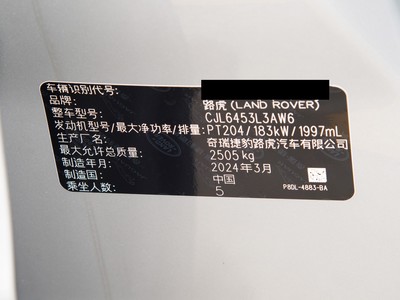 车辆识别代号:
品牌: 路虎(LAND ROVER)
整车型号: CJL6453L3AW6
发动机型号/最大净功率/排量: PT204/183kW/1997mL
生产厂名: 奇瑞捷豹路虎汽车有限公司
最大允许总质量: 2505kg
制造年月: 2024年3月
制造国: 中国
乘坐人数: 5
P8DL-4883-BA